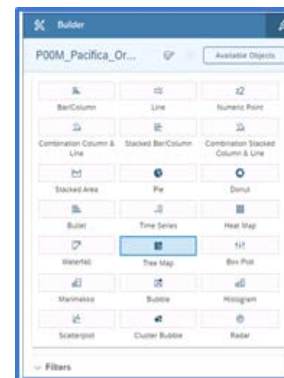 Builder
P00M_Pacifica_Or... Available Objects
Bar/Column Line Numeric Point
Combination Column & Line Stacked Bar/Column Combination Stacked Column & Line
Stacked Area Pie Donut
Bullet Time Series Heat Map
Waterfall Tree Map Box Plot
Marimekko Bubble Histogram
Scatterplot Cluster Bubble Radar
Filters